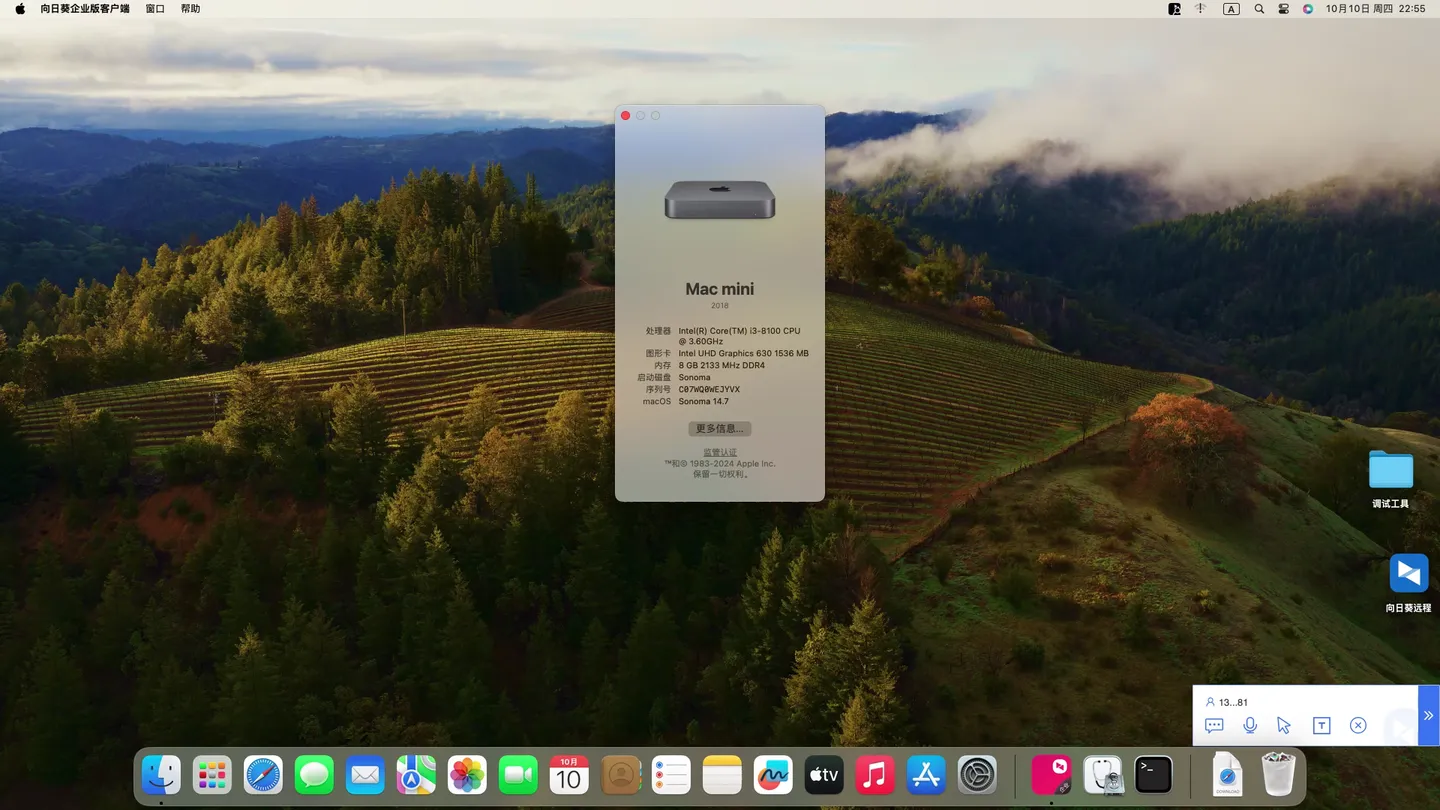 向日葵企业版客户端 窗口 帮助
A
10月10日 周四 22:55
Mac mini
2018
处理器 Intel(R) Core(TM) i3-8100 CPU
@ 3.60GHz
图形卡 Intel UHD Graphics 630 1536 MB
内存 8 GB 2133 MHz DDR4
启动磁盘 Sonoma
序列号 C07WQ0WEJYVX
macOS Sonoma 14.7
更多信息...
监管认证
™和© 1983-2024 Apple Inc.
保留一切权利。
调试工具
向日葵远程
13...81
T
10月
10
tv
>_
DOWNLOAD